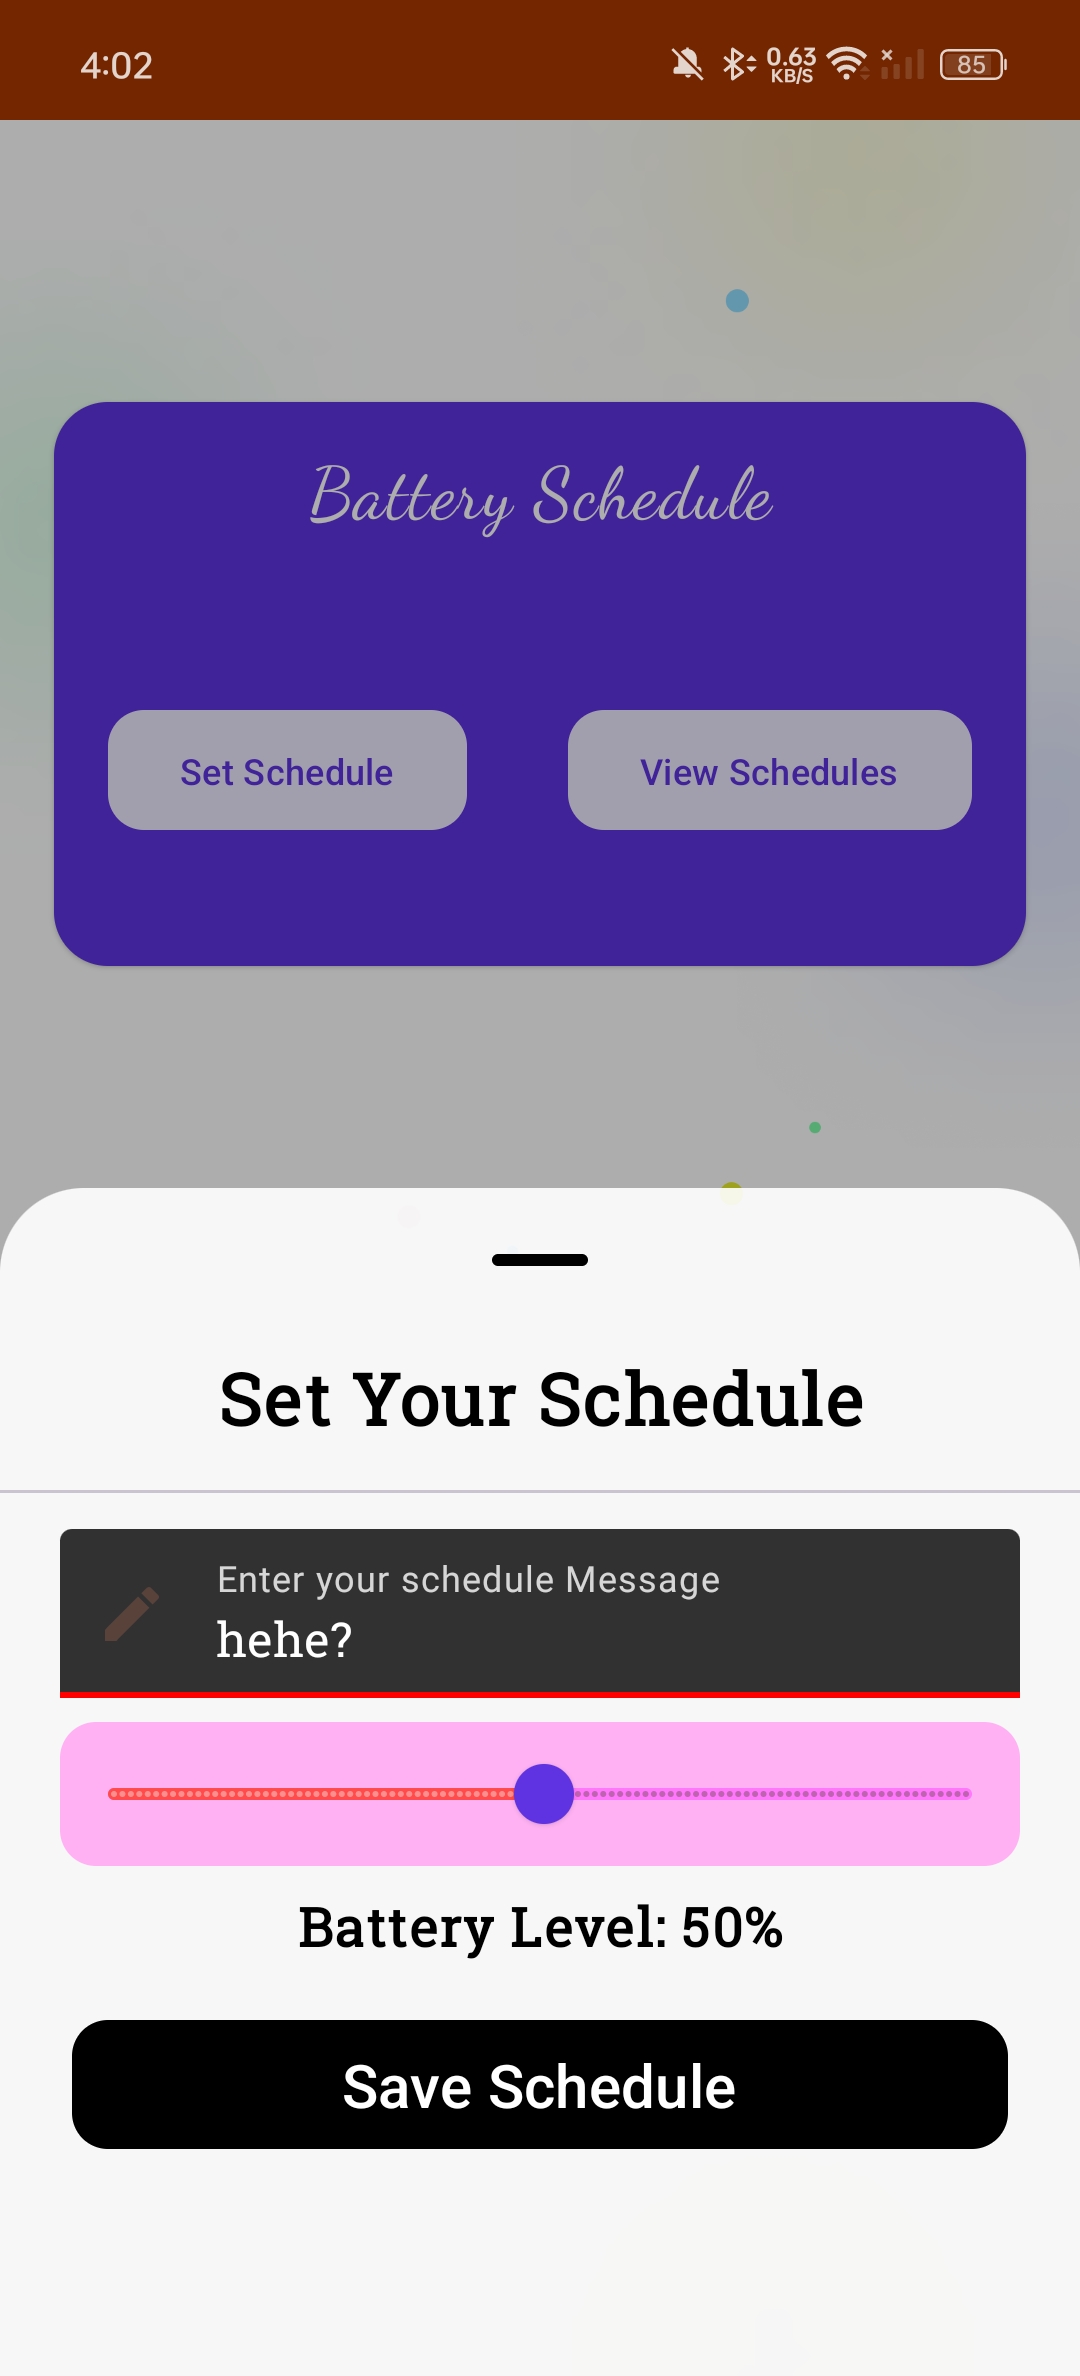 4:02
0.63
KB/S
85
Battery Schedule
Set Schedule
View Schedules
Set Your Schedule
Enter your schedule Message
hehe?
Battery Level: 50%
Save Schedule